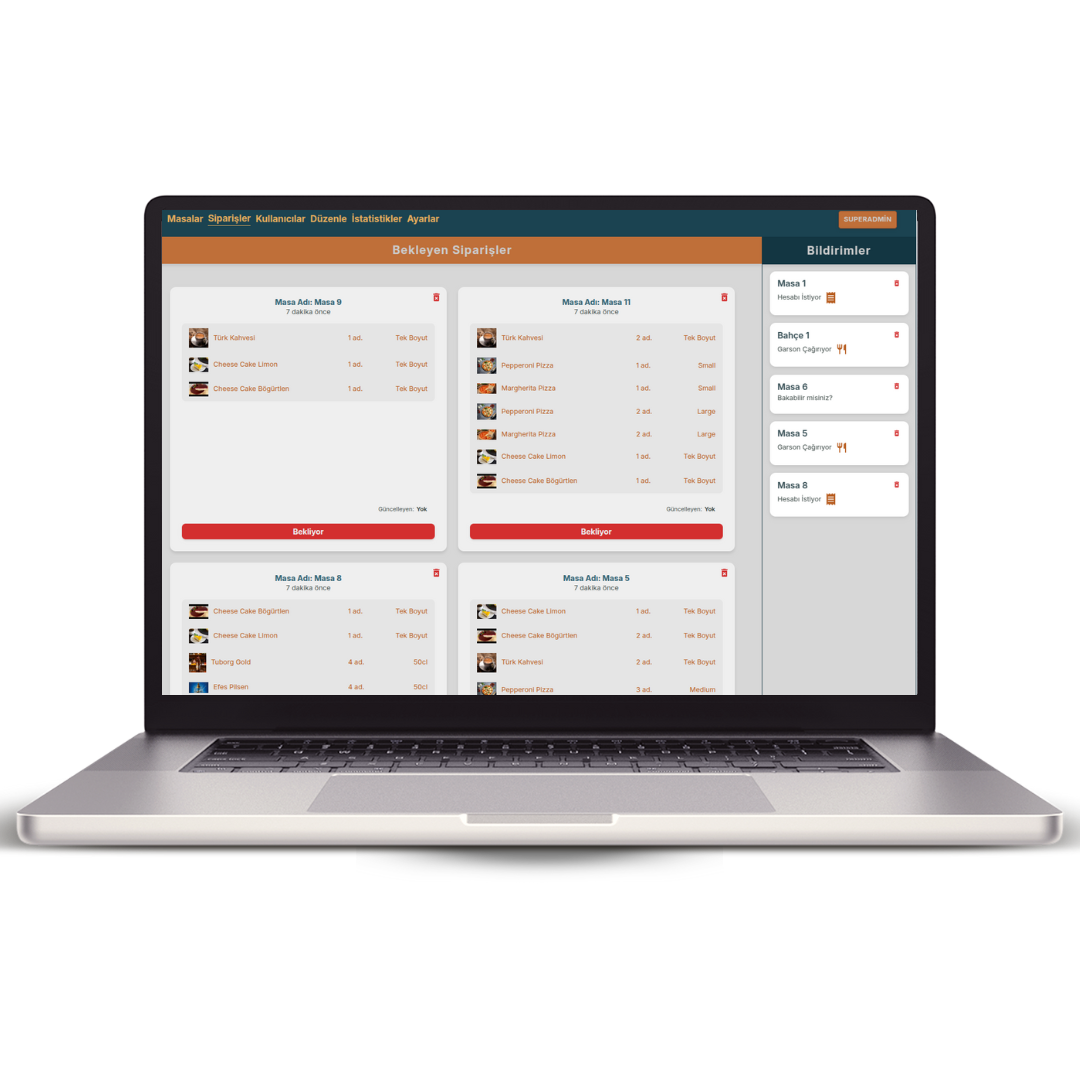 Masalar Siparişler Kullanıcılar Düzenle İstatistikler Ayarlar
SUPERADMİN
Bekleyen Siparişler
Masa Adı: Masa 9
7 dakika önce
Türk Kahvesi 1 ad. Tek Boyut
Cheese Cake Limon 1 ad. Tek Boyut
Cheese Cake Böğürtlen 1 ad. Tek Boyut
Güncelleyen: Yok
Bekliyor
Masa Adı: Masa 11
7 dakika önce
Türk Kahvesi 2 ad. Tek Boyut
Pepperoni Pizza 1 ad. Small
Margherita Pizza 1 ad. Small
Pepperoni Pizza 2 ad. Large
Margherita Pizza 2 ad. Large
Cheese Cake Limon 1 ad. Tek Boyut
Cheese Cake Böğürtlen 1 ad. Tek Boyut
Güncelleyen: Yok
Bekliyor
Masa Adı: Masa 8
7 dakika önce
Cheese Cake Böğürtlen 1 ad. Tek Boyut
Cheese Cake Limon 1 ad. Tek Boyut
Tuborg Gold 4 ad. 50cl
Efes Pilsen 4 ad. 50cl
Masa Adı: Masa 5
7 dakika önce
Cheese Cake Limon 1 ad. Tek Boyut
Cheese Cake Böğürtlen 2 ad. Tek Boyut
Türk Kahvesi 2 ad. Tek Boyut
Pepperoni Pizza 3 ad. Medium
Bildirimler
Masa 1
Hesabı İstiyor
Bahçe 1
Garson Çağırıyor
Masa 6
Bakabilir misiniz?
Masa 5
Garson Çağırıyor
Masa 8
Hesabı İstiyor